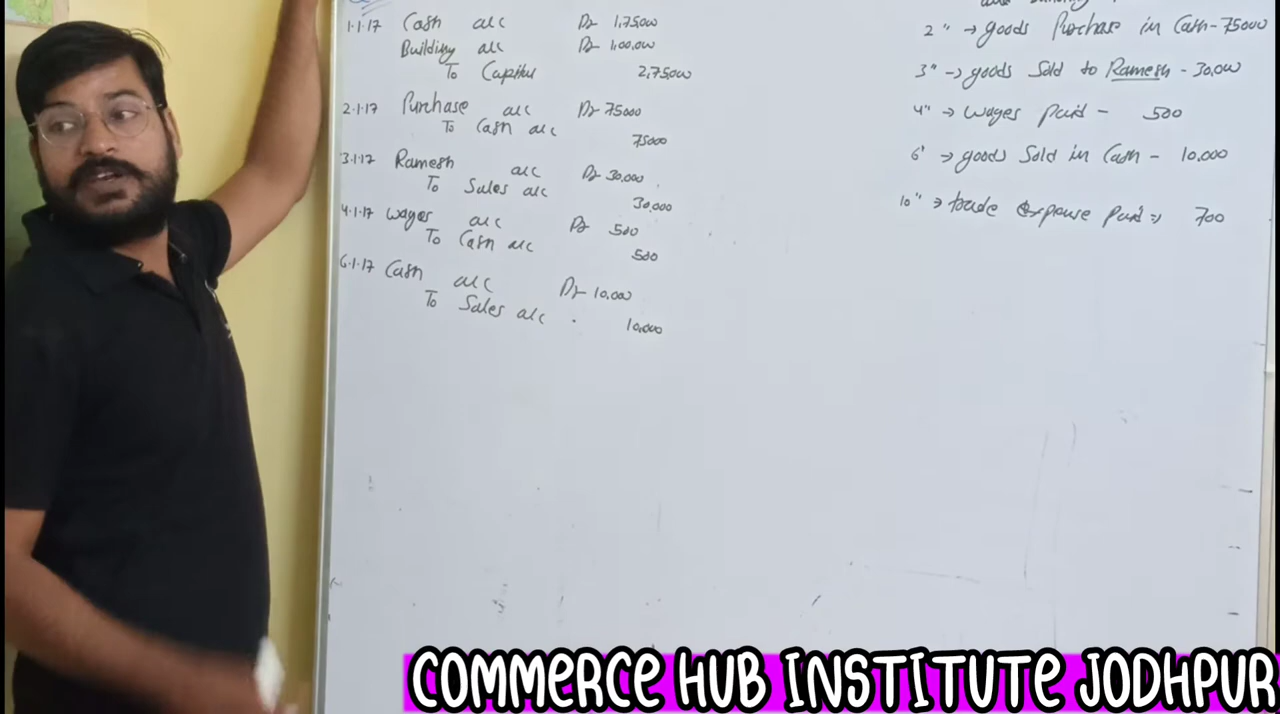 1.1.17 Cash a/c Dr 1,75,000
Building a/c Dr 1,00,000
To Capital 2,75,000
2.1.17 Purchase a/c Dr 75000
To Cash a/c 75000
3.1.17 Ramesh a/c Dr 30,000
To Sales a/c 30,000
4.1.17 Wages a/c Dr 500
To Cash a/c 500
6.1.17 Cash a/c Dr 10,000
To Sales a/c 10,000
2 " → goods Purchase in Cash - 75000
3 " → goods Sold to Ramesh - 30,000
4 " → Wages paid - 500
6 ' → goods Sold in Cash - 10,000
10 " → trade expense paid => 700
COMMERCE HUB INSTITUTE JODHPUR